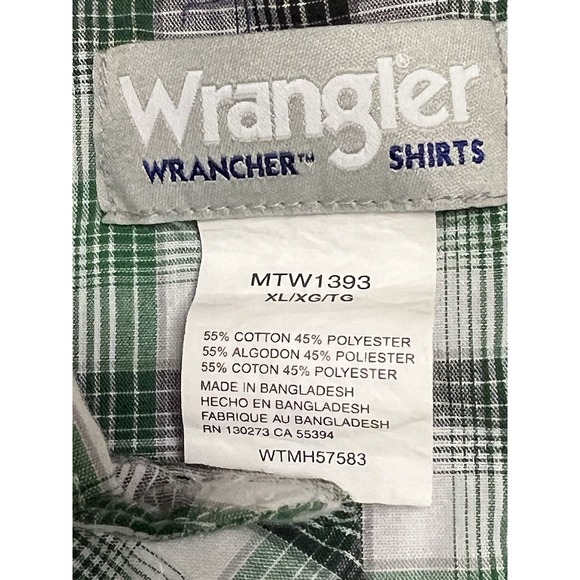 Wrangler®
WRANCHER™ SHIRTS
MTW1393
XL/XG/TG
55% COTTON 45% POLYESTER
55% ALGODON 45% POLIESTER
55% COTON 45% POLYESTER
MADE IN BANGLADESH
HECHO EN BANGLADESH
FABRIQUE AU BANGLADESH
RN 130273 CA 55394
WTMH57583